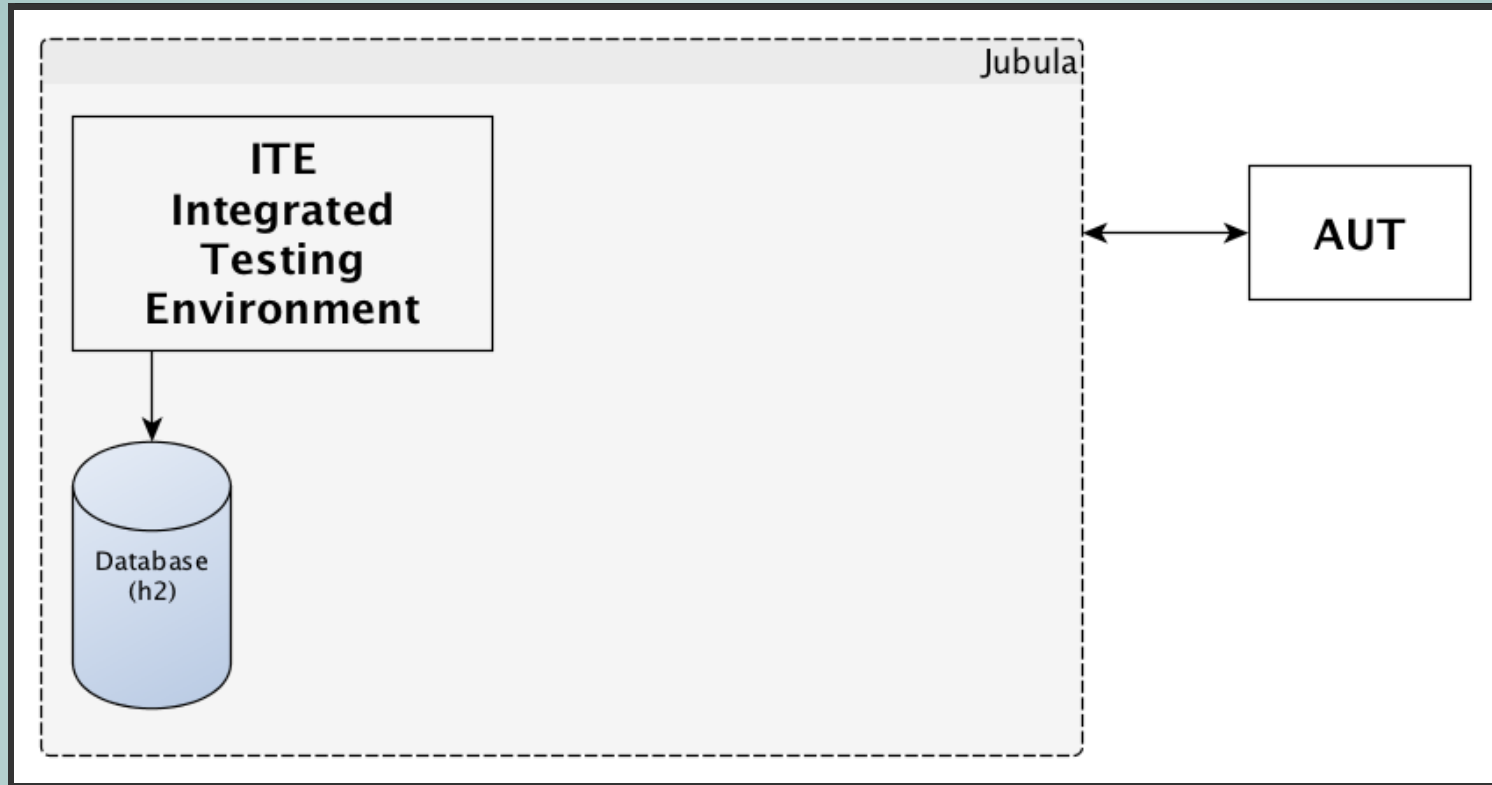 Jubula
ITE
Integrated
Testing
Environment
AUT
Database
(h2)